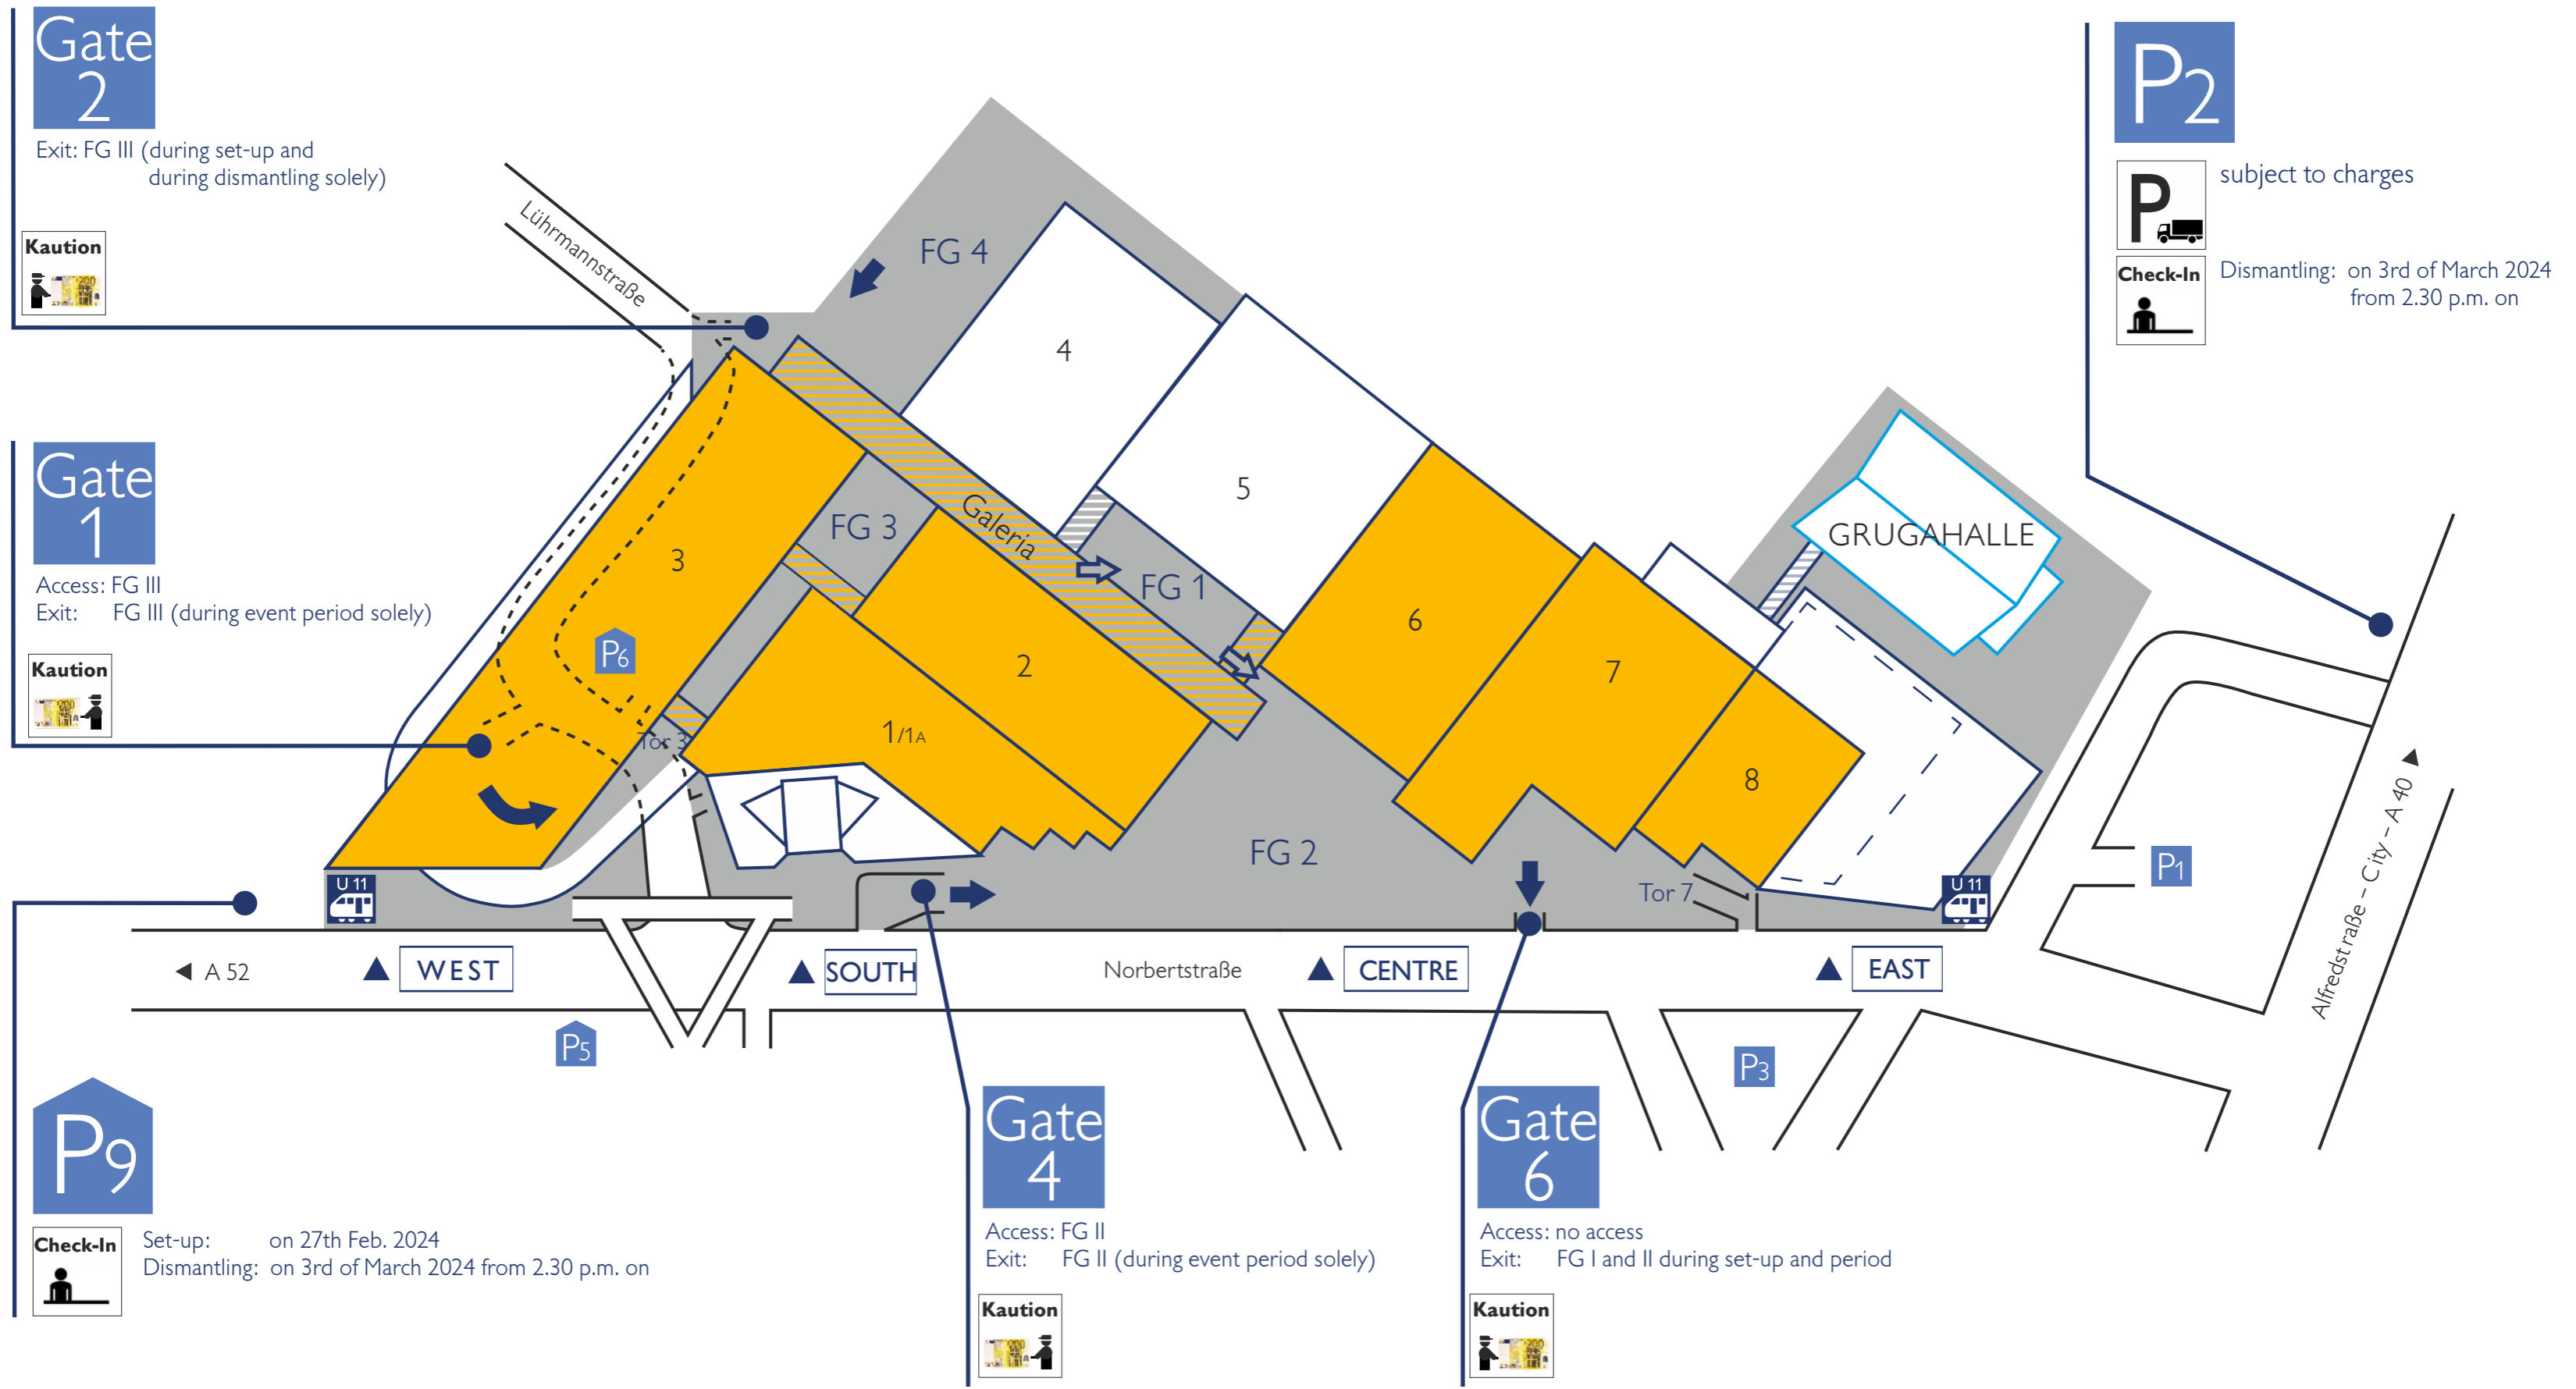 Gate
2
Exit: FG III (during set-up and
during dismantling solely)
Kaution
Gate
1
Access: FG III
Exit: FG III (during event period solely)
Kaution
P9
Check-In
Set-up: on 27th Feb. 2024
Dismantling: on 3rd of March 2024 from 2.30 p.m. on
Lührmannstraße
FG 4
4
5
FG 3
Galeria
3
FG 1
6
P6
2
7
1/1A
Tor 3
8
FG 2
Tor 7
GRUGAHALLE
U 11
U 11
A 52
WEST
SOUTH
Norbertstraße
CENTRE
EAST
P5
P3
P1
Alfredstraße – City – A 40
Gate
4
Access: FG II
Exit: FG II (during event period solely)
Kaution
Gate
6
Access: no access
Exit: FG I and II during set-up and period
Kaution
P2
P
subject to charges
Check-In
Dismantling: on 3rd of March 2024
from 2.30 p.m. on